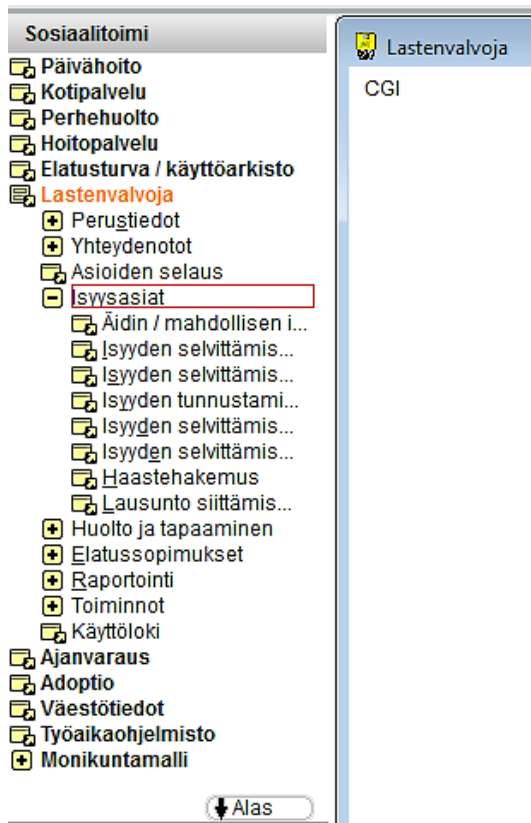 Sosiaalitoimi
Päivähoito
Kotipalvelu
Perhehuolto
Hoitopalvelu
Elatusturva / käyttöarkisto
Lastenvalvoja
Perustiedot
Yhteydenotot
Asioiden selaus
Isyysasiat
Äidin / mahdollisen i...
Isyyden selvittämis...
Isyyden selvittämis...
Isyyden tunnustami...
Isyyden selvittämis...
Isyyden selvittämis...
Haastehakemus
Lausunto siittämis...
Huolto ja tapaaminen
Elatussopimukset
Raportointi
Toiminnot
Käyttöloki
Ajanvaraus
Adoptio
Väestötiedot
Työaikaohjelmisto
Monikuntamalli
Alas
Lastenvalvoja
CGI